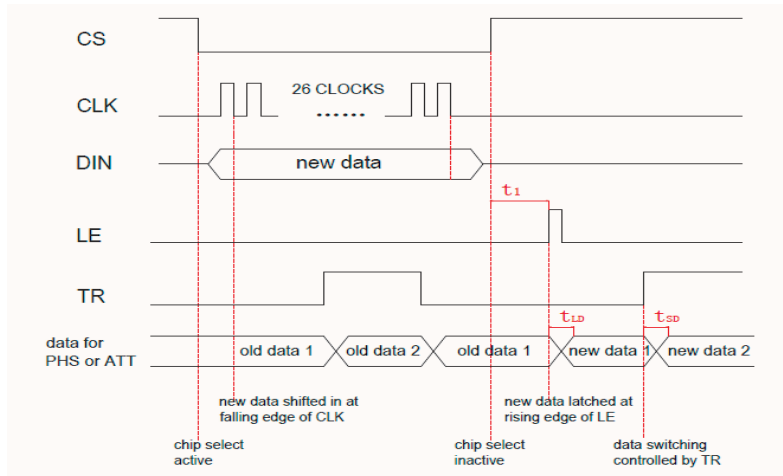 CS
CLK
26 CLOCKS
......
DIN
new data
t1
LE
TR
tLD
tSD
data for
PHS or ATT
old data 1
old data 2
old data 1
new data 1
new data 2
new data shifted in at
falling edge of CLK
new data latched at
rising edge of LE
chip select
active
chip select
inactive
data switching
controlled by TR